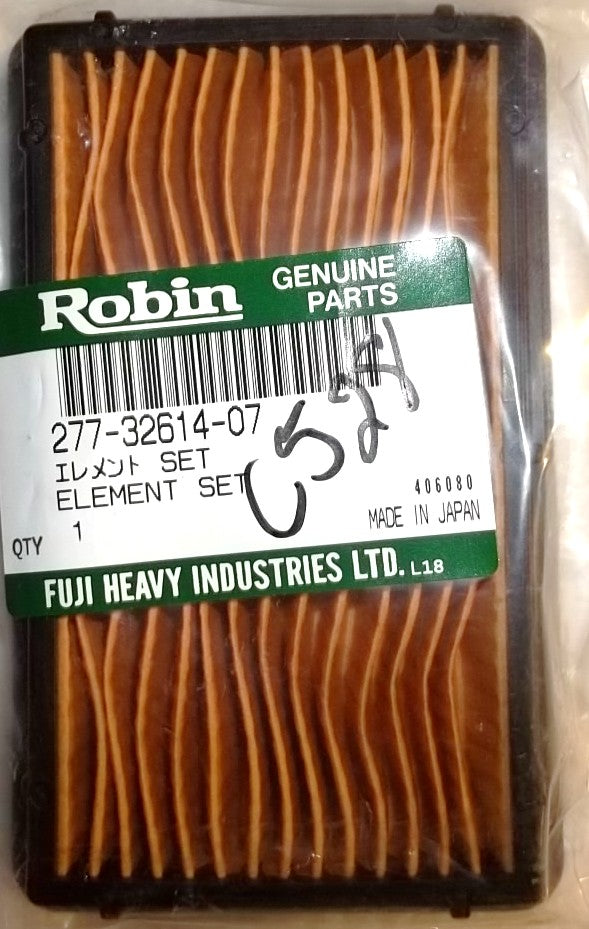 Robin GENUINE
PARTS
277-32614-07
エレメント SET
ELEMENT SET
C5281
406080
QTY 1
MADE IN JAPAN
FUJI HEAVY INDUSTRIES LTD. L18